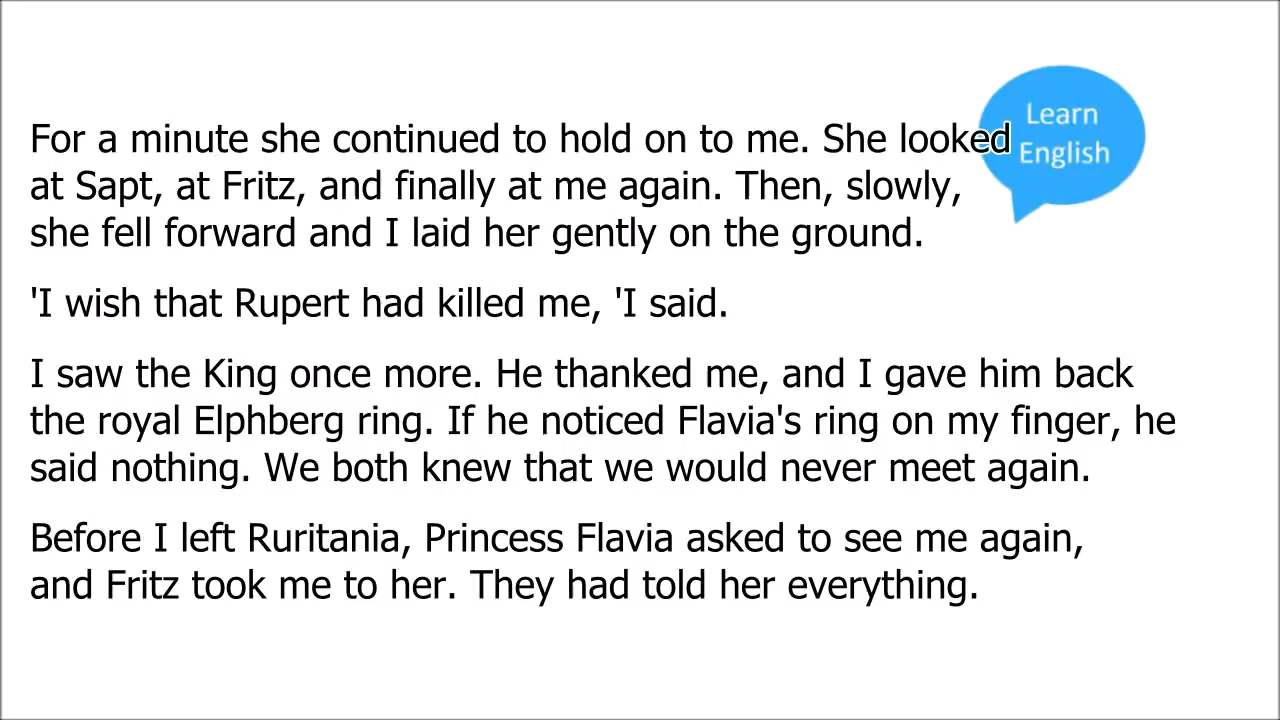 Learn
English
For a minute she continued to hold on to me. She looked
at Sapt, at Fritz, and finally at me again. Then, slowly,
she fell forward and I laid her gently on the ground.
'I wish that Rupert had killed me, 'I said.
I saw the King once more. He thanked me, and I gave him back
the royal Elphberg ring. If he noticed Flavia's ring on my finger, he
said nothing. We both knew that we would never meet again.
Before I left Ruritania, Princess Flavia asked to see me again,
and Fritz took me to her. They had told her everything.